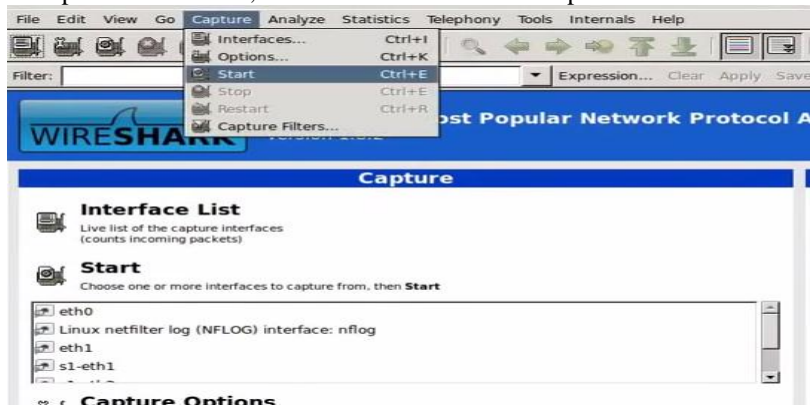 File Edit View Go Capture Analyze Statistics Telephony Tools Internals Help
Interfaces... Ctrl+I
Options... Ctrl+K
Filter: Start Ctrl+E Expression... Clear Apply Save
Stop Ctrl+E
Restart Ctrl+R
Capture Filters...
WIRESHARK ost Popular Network Protocol A
Capture
Interface List
Live list of the capture interfaces
(counts incoming packets)
Start
Choose one or more interfaces to capture from, then Start
eth0
Linux netfilter log (NFLOG) interface: nflog
eth1
s1-eth1
Capture Options